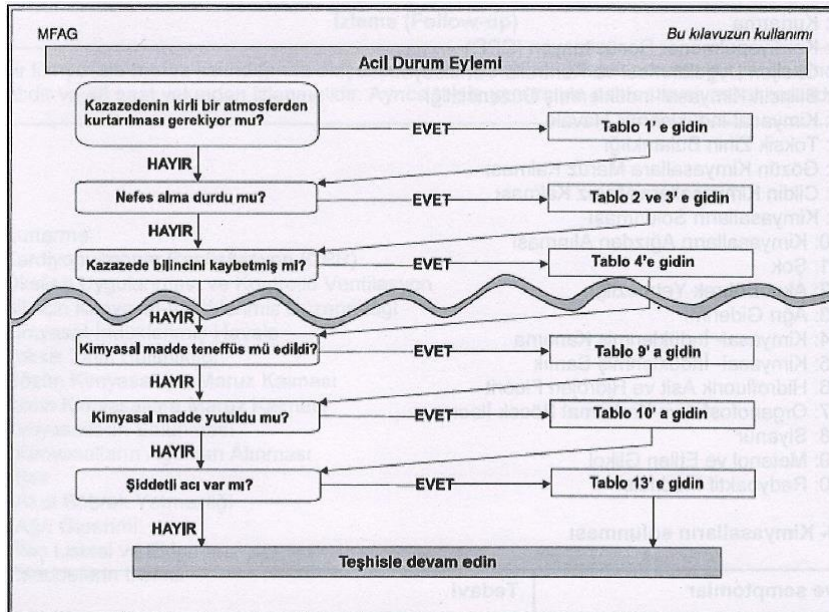 MFAG
Bu kılavuzun kullanımı
Acil Durum Eylemi
Kazazedenin kirli bir atmosferden
kurtarılması gerekiyor mu?
EVET
Tablo 1' e gidin
HAYIR
Nefes alma durdu mu?
EVET
Tablo 2 ve 3' e gidin
HAYIR
Kazazede bilincini kaybetmiş mi?
EVET
Tablo 4'e gidin
HAYIR
Kimyasal madde teneffüs mü edildi?
EVET
Tablo 9' a gidin
HAYIR
Kimyasal madde yutuldu mu?
EVET
Tablo 10' a gidin
HAYIR
Şiddetli acı var mı?
EVET
Tablo 13' e gidin
HAYIR
Teşhisle devam edin